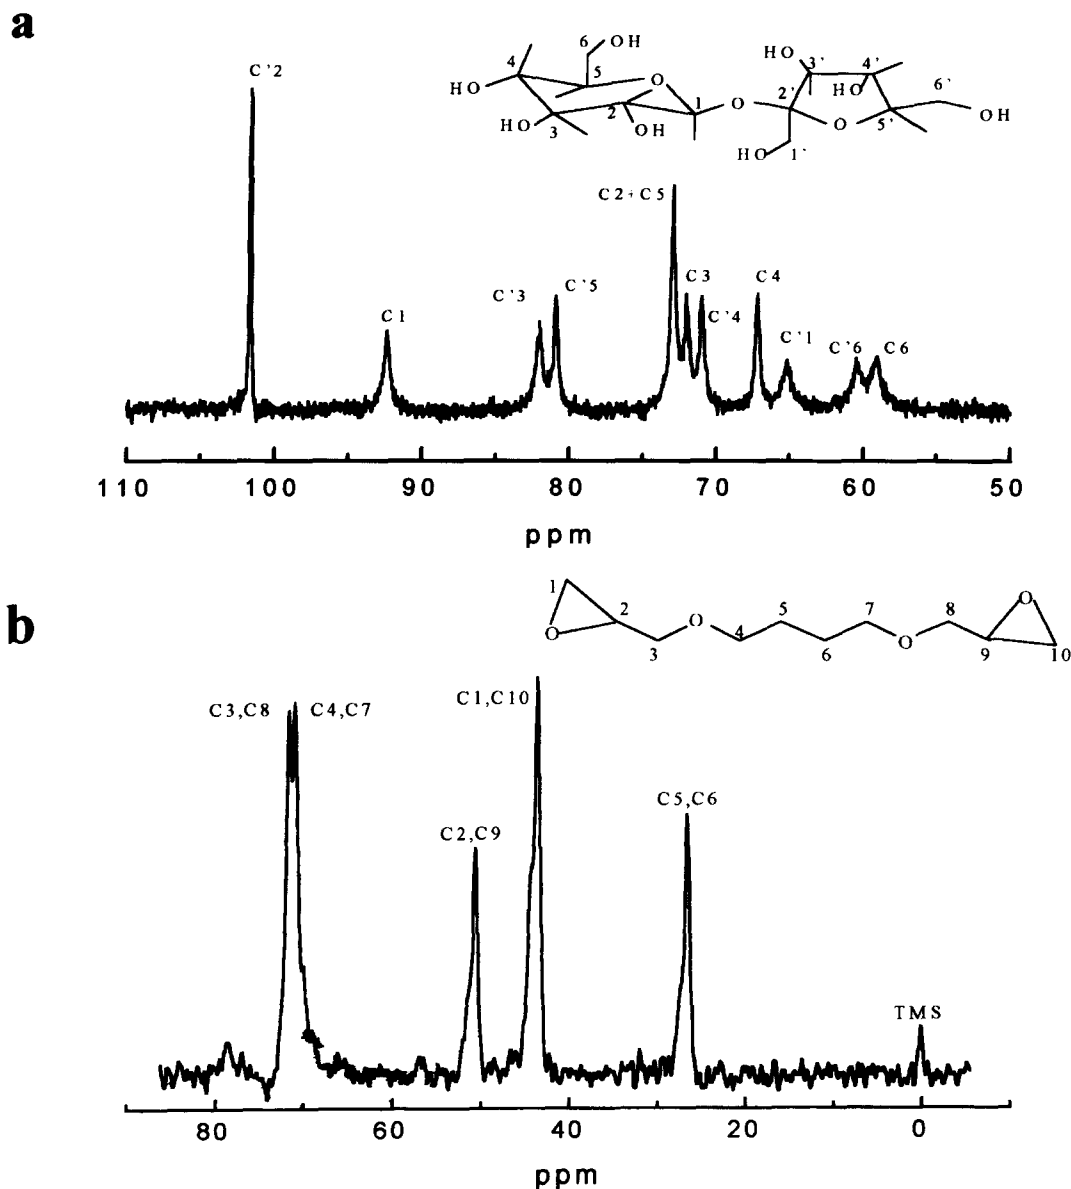 a
C'2
C1
C'3
C'5
C2+C5
C3
C'4
C4
C'1
C'6
C6
6
OH
4
HO
5
O
HO
3
2
OH
1
O
HO
3'
4'
HO
2'
O
5'
6'
OH
HO
1'
110 100 90 80 70 60 50
ppm
b
1
O
2
3
O
4
5
6
7
O
8
9
O
10
C3,C8
C4,C7
C1,C10
C2,C9
C5,C6
TMS
80 60 40 20 0
ppm